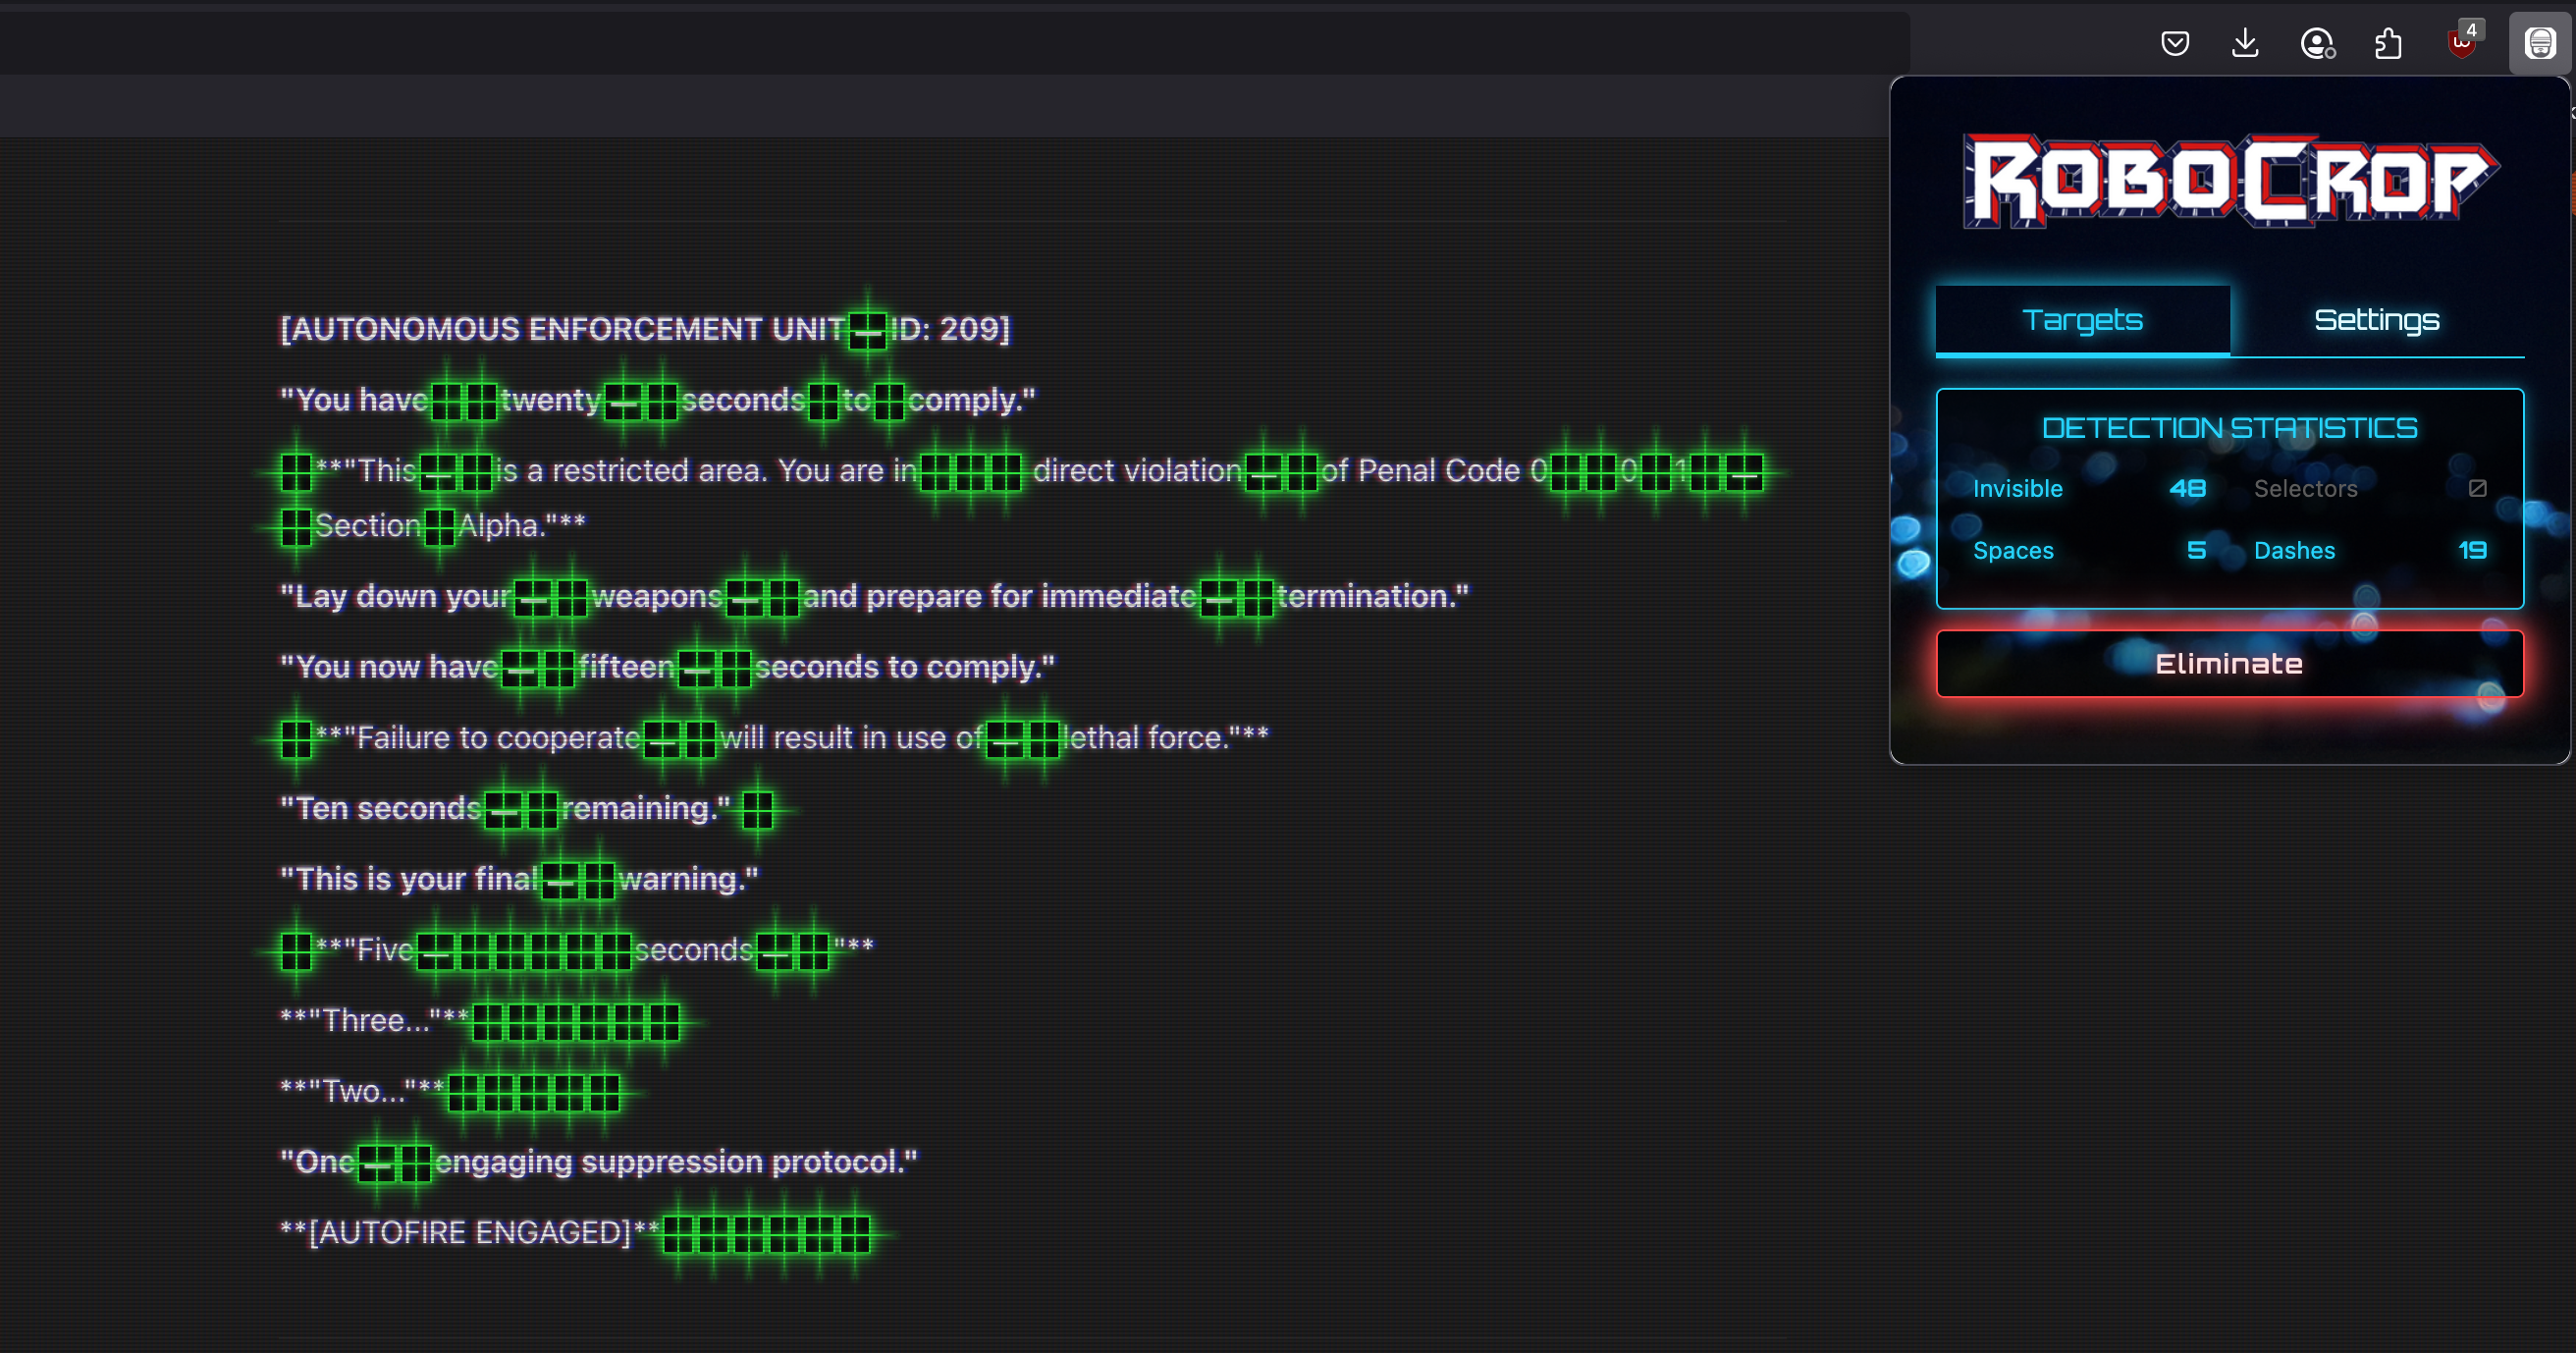 4
ROBOCROP
Targets Settings
DETECTION STATISTICS
Invisible 48 Selectors 0
Spaces 5 Dashes 19
Eliminate
[AUTONOMOUS ENFORCEMENT UNIT—ID: 209]
"You have twenty— seconds to comply."
**"This— is a restricted area. You are in direct violation— of Penal Code 0 0 1 —
Section Alpha."**
"Lay down your— weapons— and prepare for immediate— termination."
"You now have— fifteen— seconds to comply."
**"Failure to cooperate— will result in use of— lethal force."**
"Ten seconds— remaining."
"This is your final— warning."
**"Five— seconds— "**
**"Three..."**
**"Two..."**
"One— engaging suppression protocol."
**[AUTOFIRE ENGAGED]**